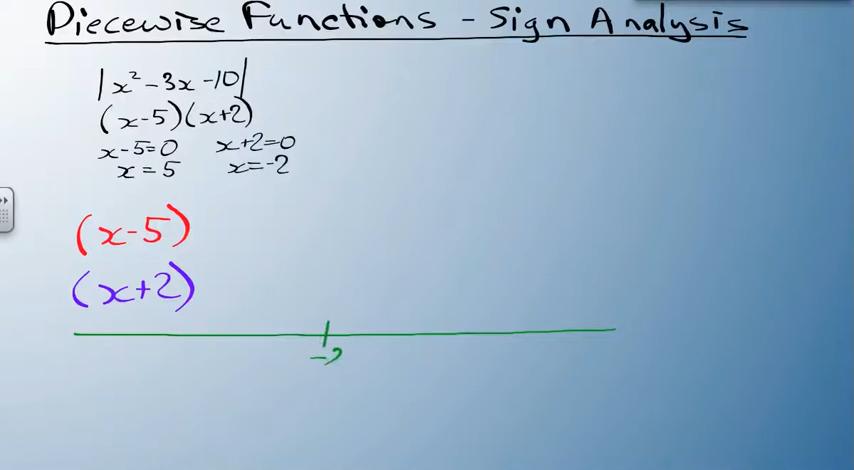 Piecewise Functions - Sign Analysis
|x² - 3x - 10|
(x-5)(x+2)
x-5=0 x+2=0
x=5 x=-2
(x-5)
(x+2)
-2